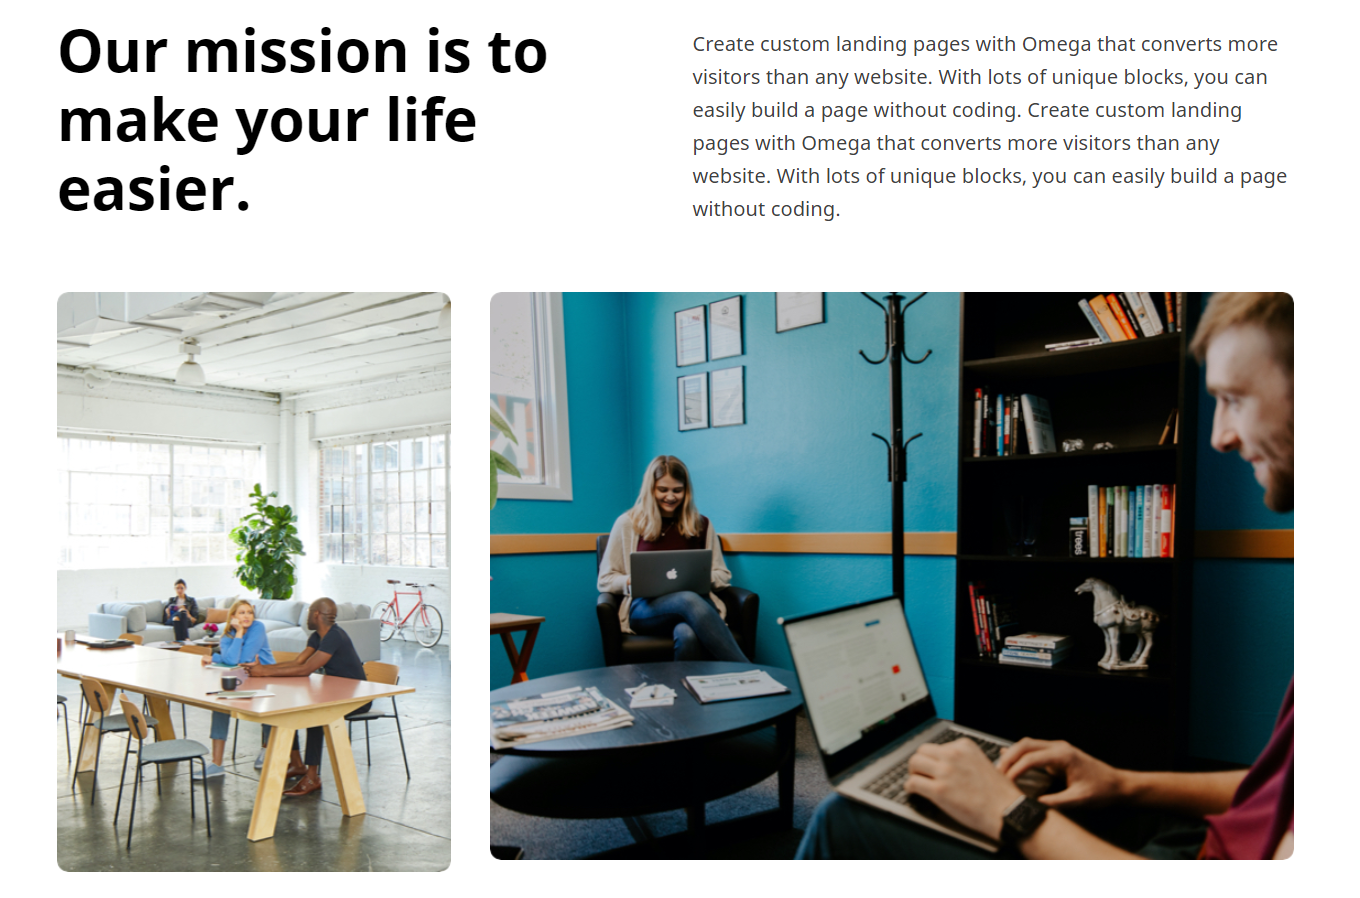 Our mission is to
make your life
easier.
Create custom landing pages with Omega that converts more
visitors than any website. With lots of unique blocks, you can
easily build a page without coding. Create custom landing
pages with Omega that converts more visitors than any
website. With lots of unique blocks, you can easily build a page
without coding.
trees